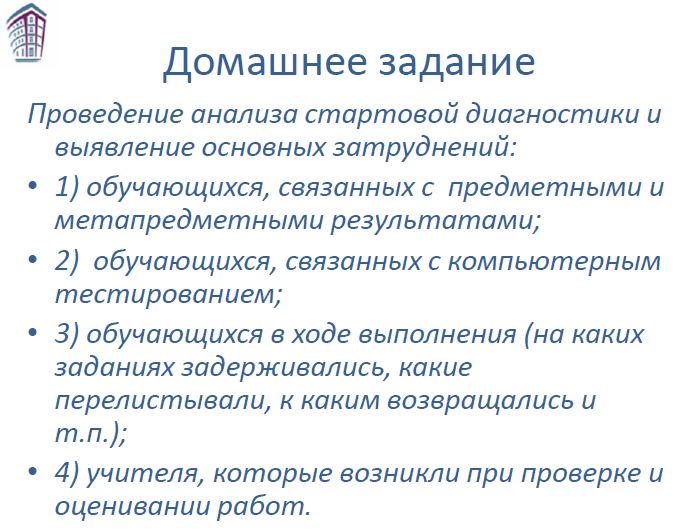 Домашнее задание
Проведение анализа стартовой диагностики и
выявление основных затруднений:
• 1) обучающихся, связанных с предметными и
метапредметными результатами;
• 2) обучающихся, связанных с компьютерным
тестированием;
• 3) обучающихся в ходе выполнения (на каких
заданиях задерживались, какие
перелистывали, к каким возвращались и
т.п.);
• 4) учителя, которые возникли при проверке и
оценивании работ.